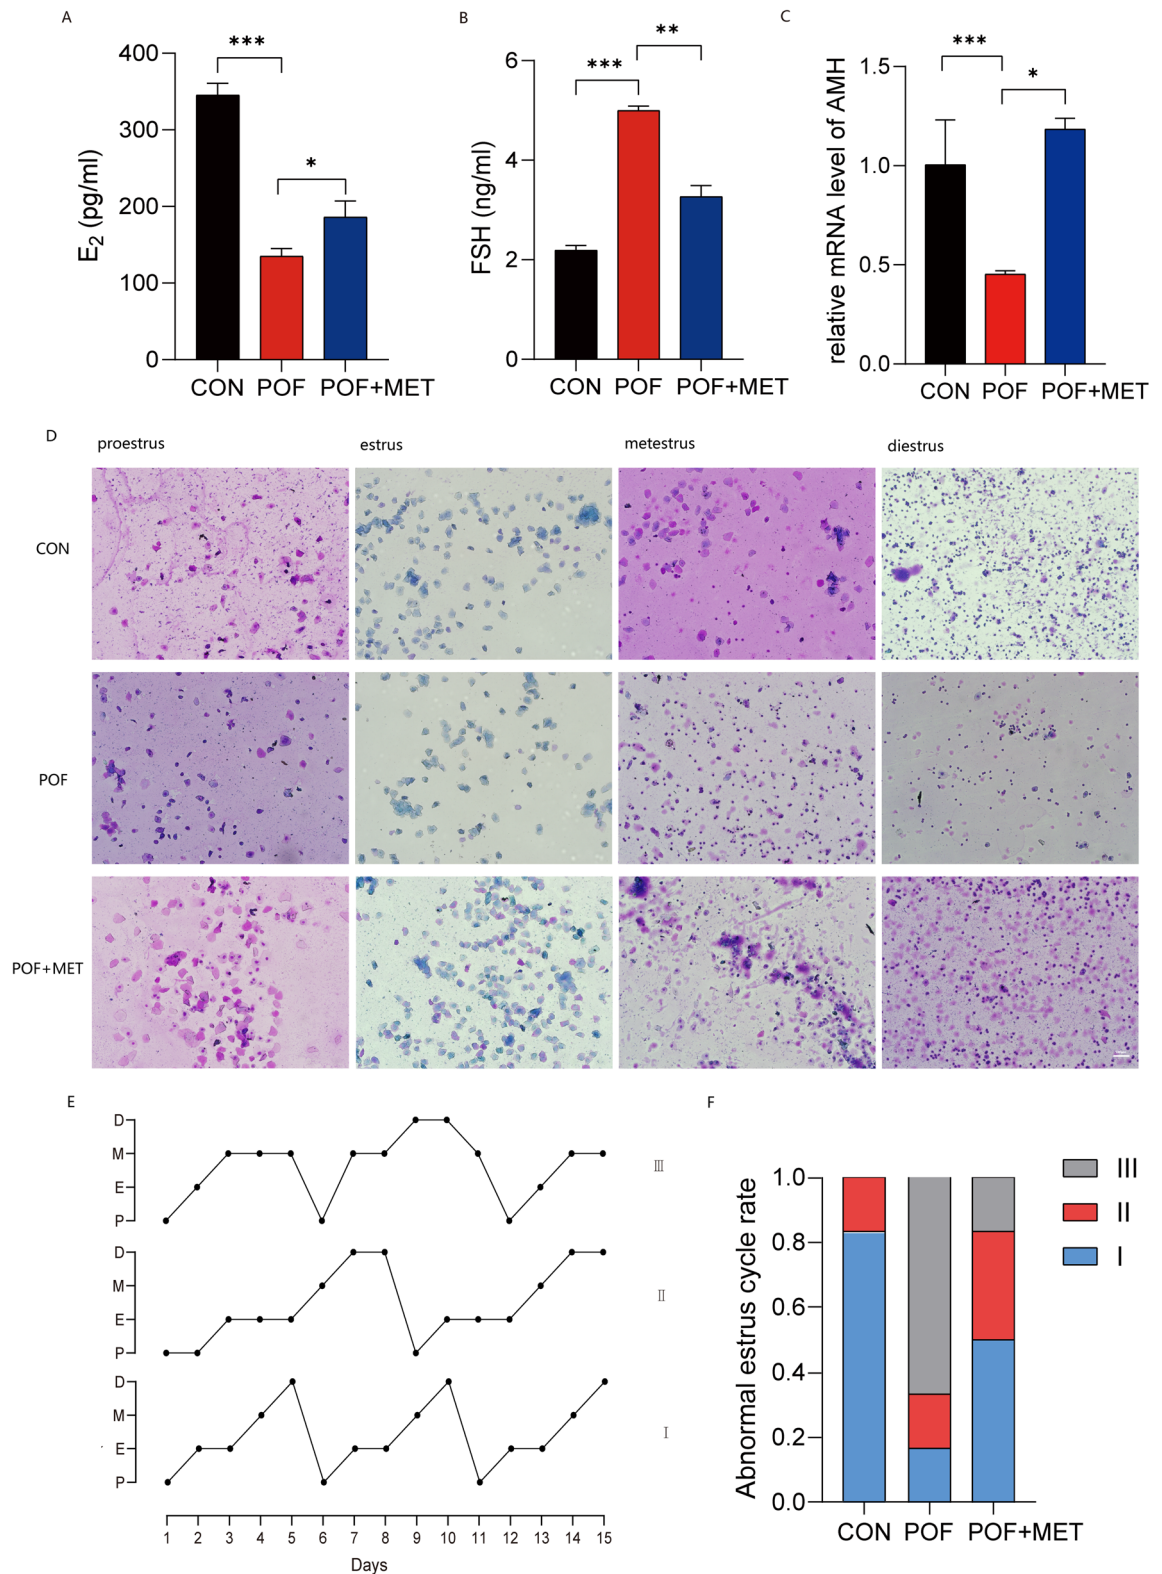 A
E₂ (pg/ml)
400
300
200
100
0
***
*
CON POF POF+MET
B
FSH (ng/ml)
6
4
2
0
***
**
CON POF POF+MET
C
relative mRNA level of AMH
1.5
1.0
0.5
0.0
***
*
CON POF POF+MET
D
proestrus estrus metestrus diestrus
CON
POF
POF+MET
E
D
M
E
P
III
D
M
E
P
II
D
M
E
P
I
1 2 3 4 5 6 7 8 9 10 11 12 13 14 15
Days
F
Abnormal estrus cycle rate
1.0
0.8
0.6
0.4
0.2
0.0
CON POF POF+MET
III
II
I